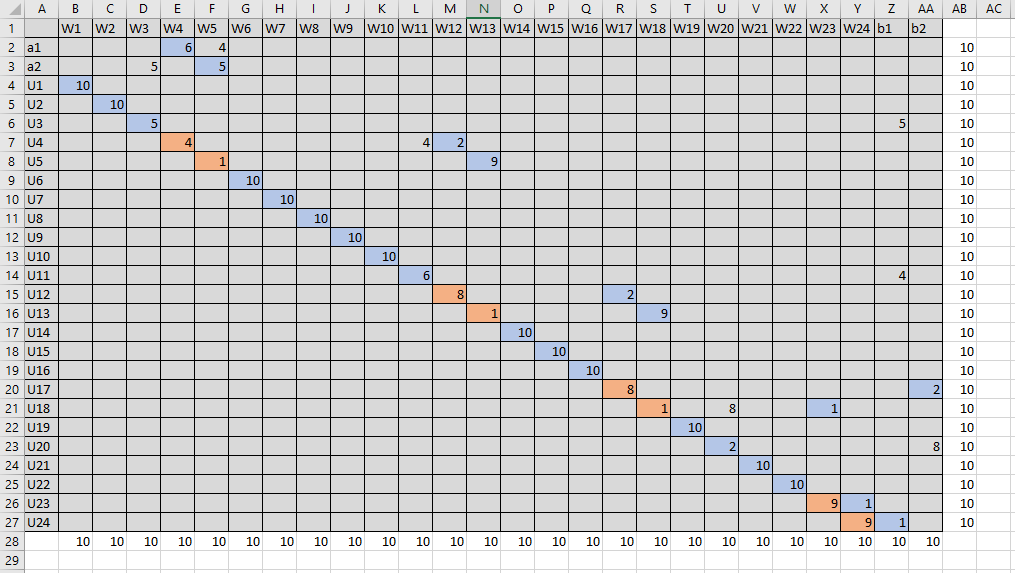 A B C D E F G H I J K L M N O P Q R S T U V W X Y Z AA AB AC
1 W1 W2 W3 W4 W5 W6 W7 W8 W9 W10 W11 W12 W13 W14 W15 W16 W17 W18 W19 W20 W21 W22 W23 W24 b1 b2
2 a1 6 4 10
3 a2 5 5 10
4 U1 10 10
5 U2 10 10
6 U3 5 5 10
7 U4 4 4 2 10
8 U5 1 9 10
9 U6 10 10
10 U7 10 10
11 U8 10 10
12 U9 10 10
13 U10 10 10
14 U11 6 4 10
15 U12 8 2 10
16 U13 1 9 10
17 U14 10 10
18 U15 10 10
19 U16 10 10
20 U17 8 2 10
21 U18 1 8 1 10
22 U19 10 10
23 U20 2 8 10
24 U21 10 10
25 U22 10 10
26 U23 9 1 10
27 U24 9 1 10
28 10 10 10 10 10 10 10 10 10 10 10 10 10 10 10 10 10 10 10 10 10 10 10 10 10 10
29